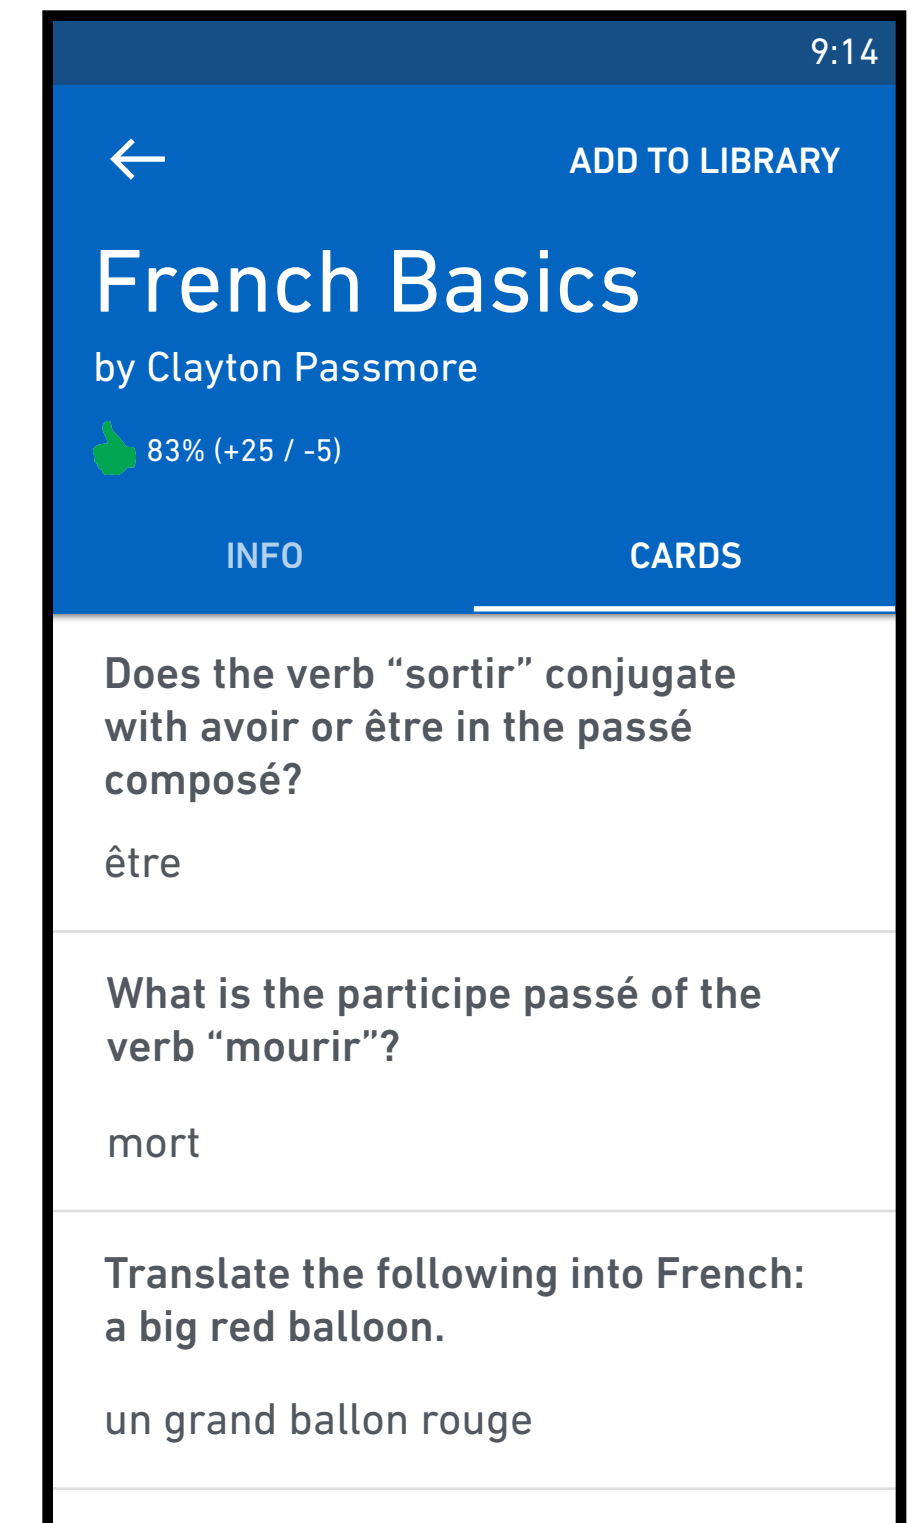 9:14
ADD TO LIBRARY
French Basics
by Clayton Passmore
83% (+25 / -5)
INFO
CARDS
Does the verb “sortir” conjugate
with avoir or être in the passé
composé?
être
What is the participe passé of the
verb “mourir”?
mort
Translate the following into French:
a big red balloon.
un grand ballon rouge